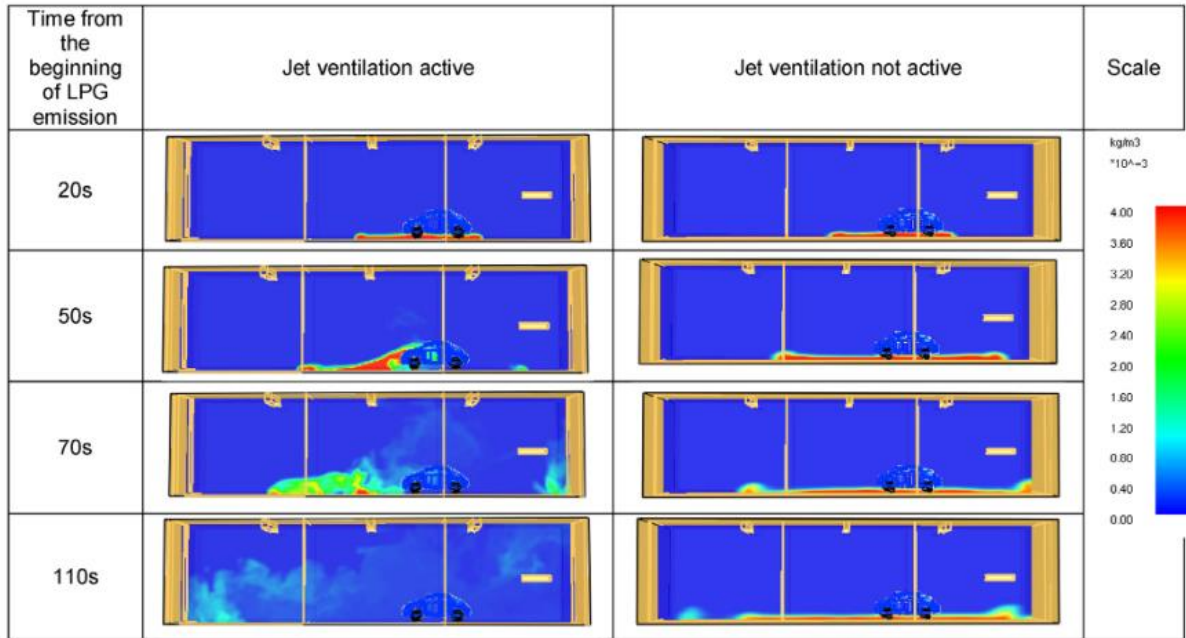 Time from
the
beginning
of LPG
emission
Jet ventilation active
Jet ventilation not active
Scale
20s
50s
70s
110s
kg/m3
*10^-3
4.00
3.60
3.20
2.80
2.40
2.00
1.60
1.20
0.80
0.40
0.00